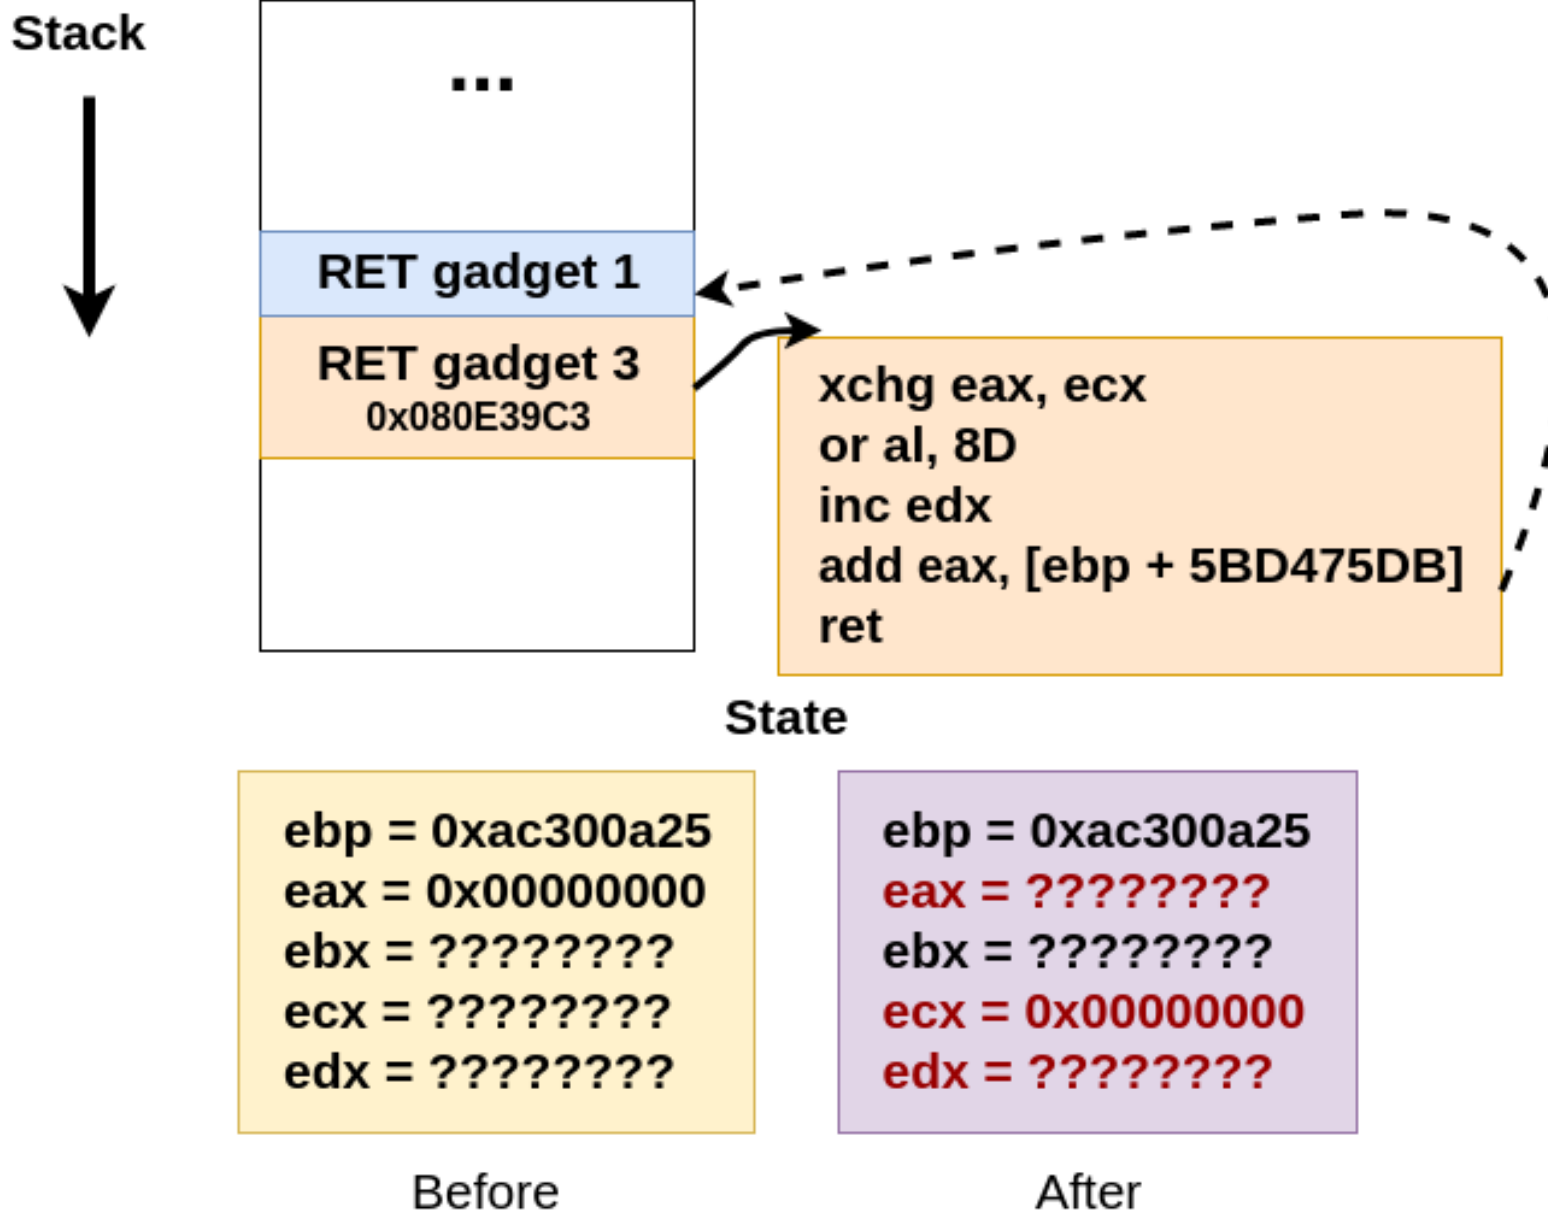 Stack
...
RET gadget 1
RET gadget 3
0x080E39C3
xchg eax, ecx
or al, 8D
inc edx
add eax, [ebp + 5BD475DB]
ret
State
ebp = 0xac300a25
eax = 0x00000000
ebx = ????????
ecx = ????????
edx = ????????
Before
ebp = 0xac300a25
eax = ????????
ebx = ????????
ecx = 0x00000000
edx = ????????
After